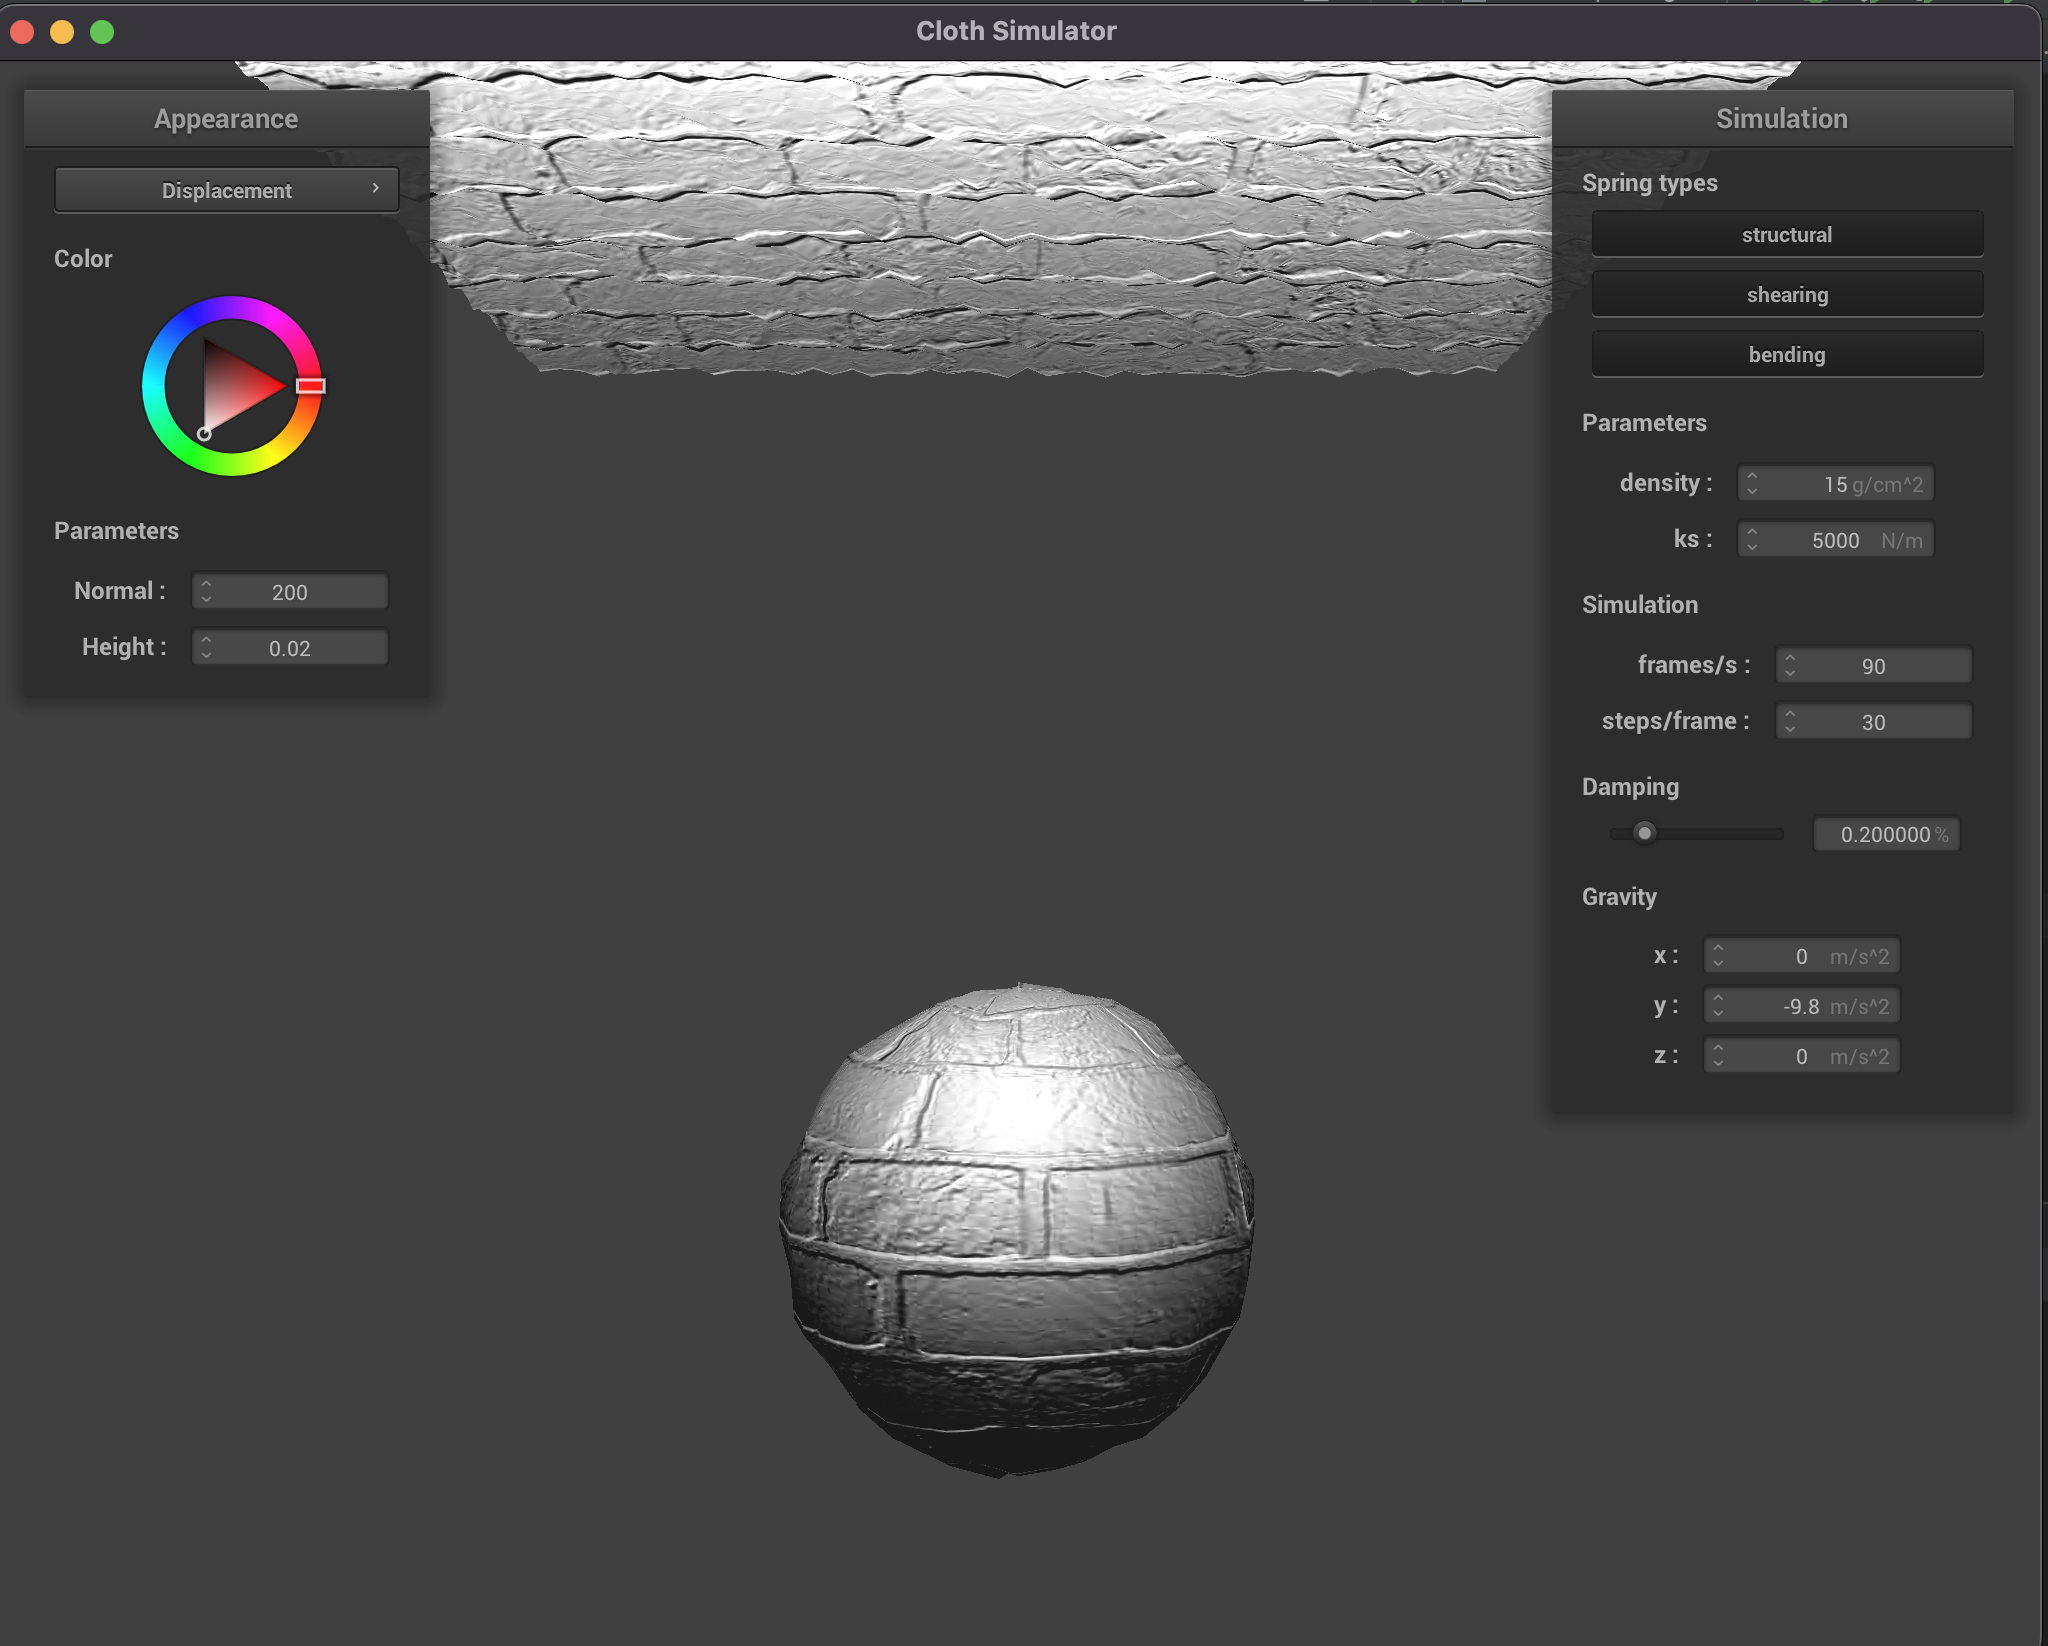 Cloth Simulator
Appearance
Displacement
Color
Parameters
Normal : 200
Height : 0.02
Simulation
Spring types
structural
shearing
bending
Parameters
density : 15 g/cm^2
ks : 5000 N/m
Simulation
frames/s : 90
steps/frame : 30
Damping
0.200000 %
Gravity
x : 0 m/s^2
y : -9.8 m/s^2
z : 0 m/s^2